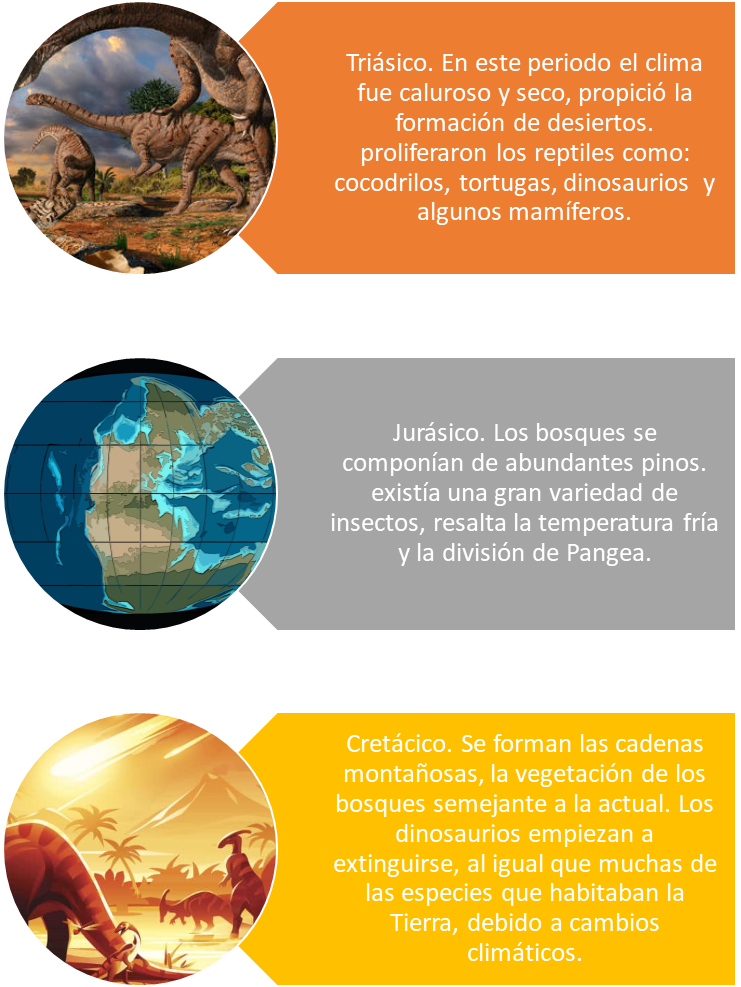 Triásico. En este periodo el clima
fue caluroso y seco, propició la
formación de desiertos.
proliferaron los reptiles como:
cocodrilos, tortugas, dinosaurios  y
algunos mamíferos.
Jurásico. Los bosques se
componían de abundantes pinos.
existía una gran variedad de
insectos, resalta la temperatura fría
y la división de Pangea.
Cretácico. Se forman las cadenas
montañosas, la vegetación de los
bosques semejante a la actual. Los
dinosaurios empiezan a
extinguirse, al igual que muchas de
las especies que habitaban la
Tierra, debido a cambios
climáticos.